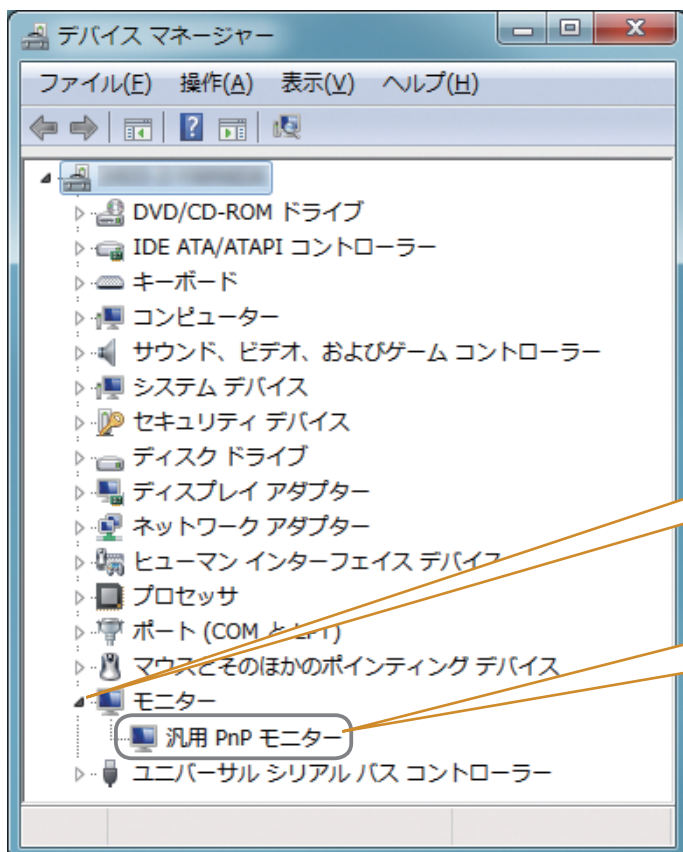 デバイス マネージャー
ファイル(F) 操作(A) 表示(V) ヘルプ(H)
DVD/CD-ROM ドライブ
IDE ATA/ATAPI コントローラー
キーボード
コンピューター
サウンド、ビデオ、およびゲーム コントローラー
システム デバイス
セキュリティ デバイス
ディスク ドライブ
ディスプレイ アダプター
ネットワーク アダプター
ヒューマン インターフェイス デバイス
プロセッサ
ポート (COM と LPT)
マウスとそのほかのポインティング デバイス
モニター
汎用 PnP モニター
ユニバーサル シリアル バス コントローラー